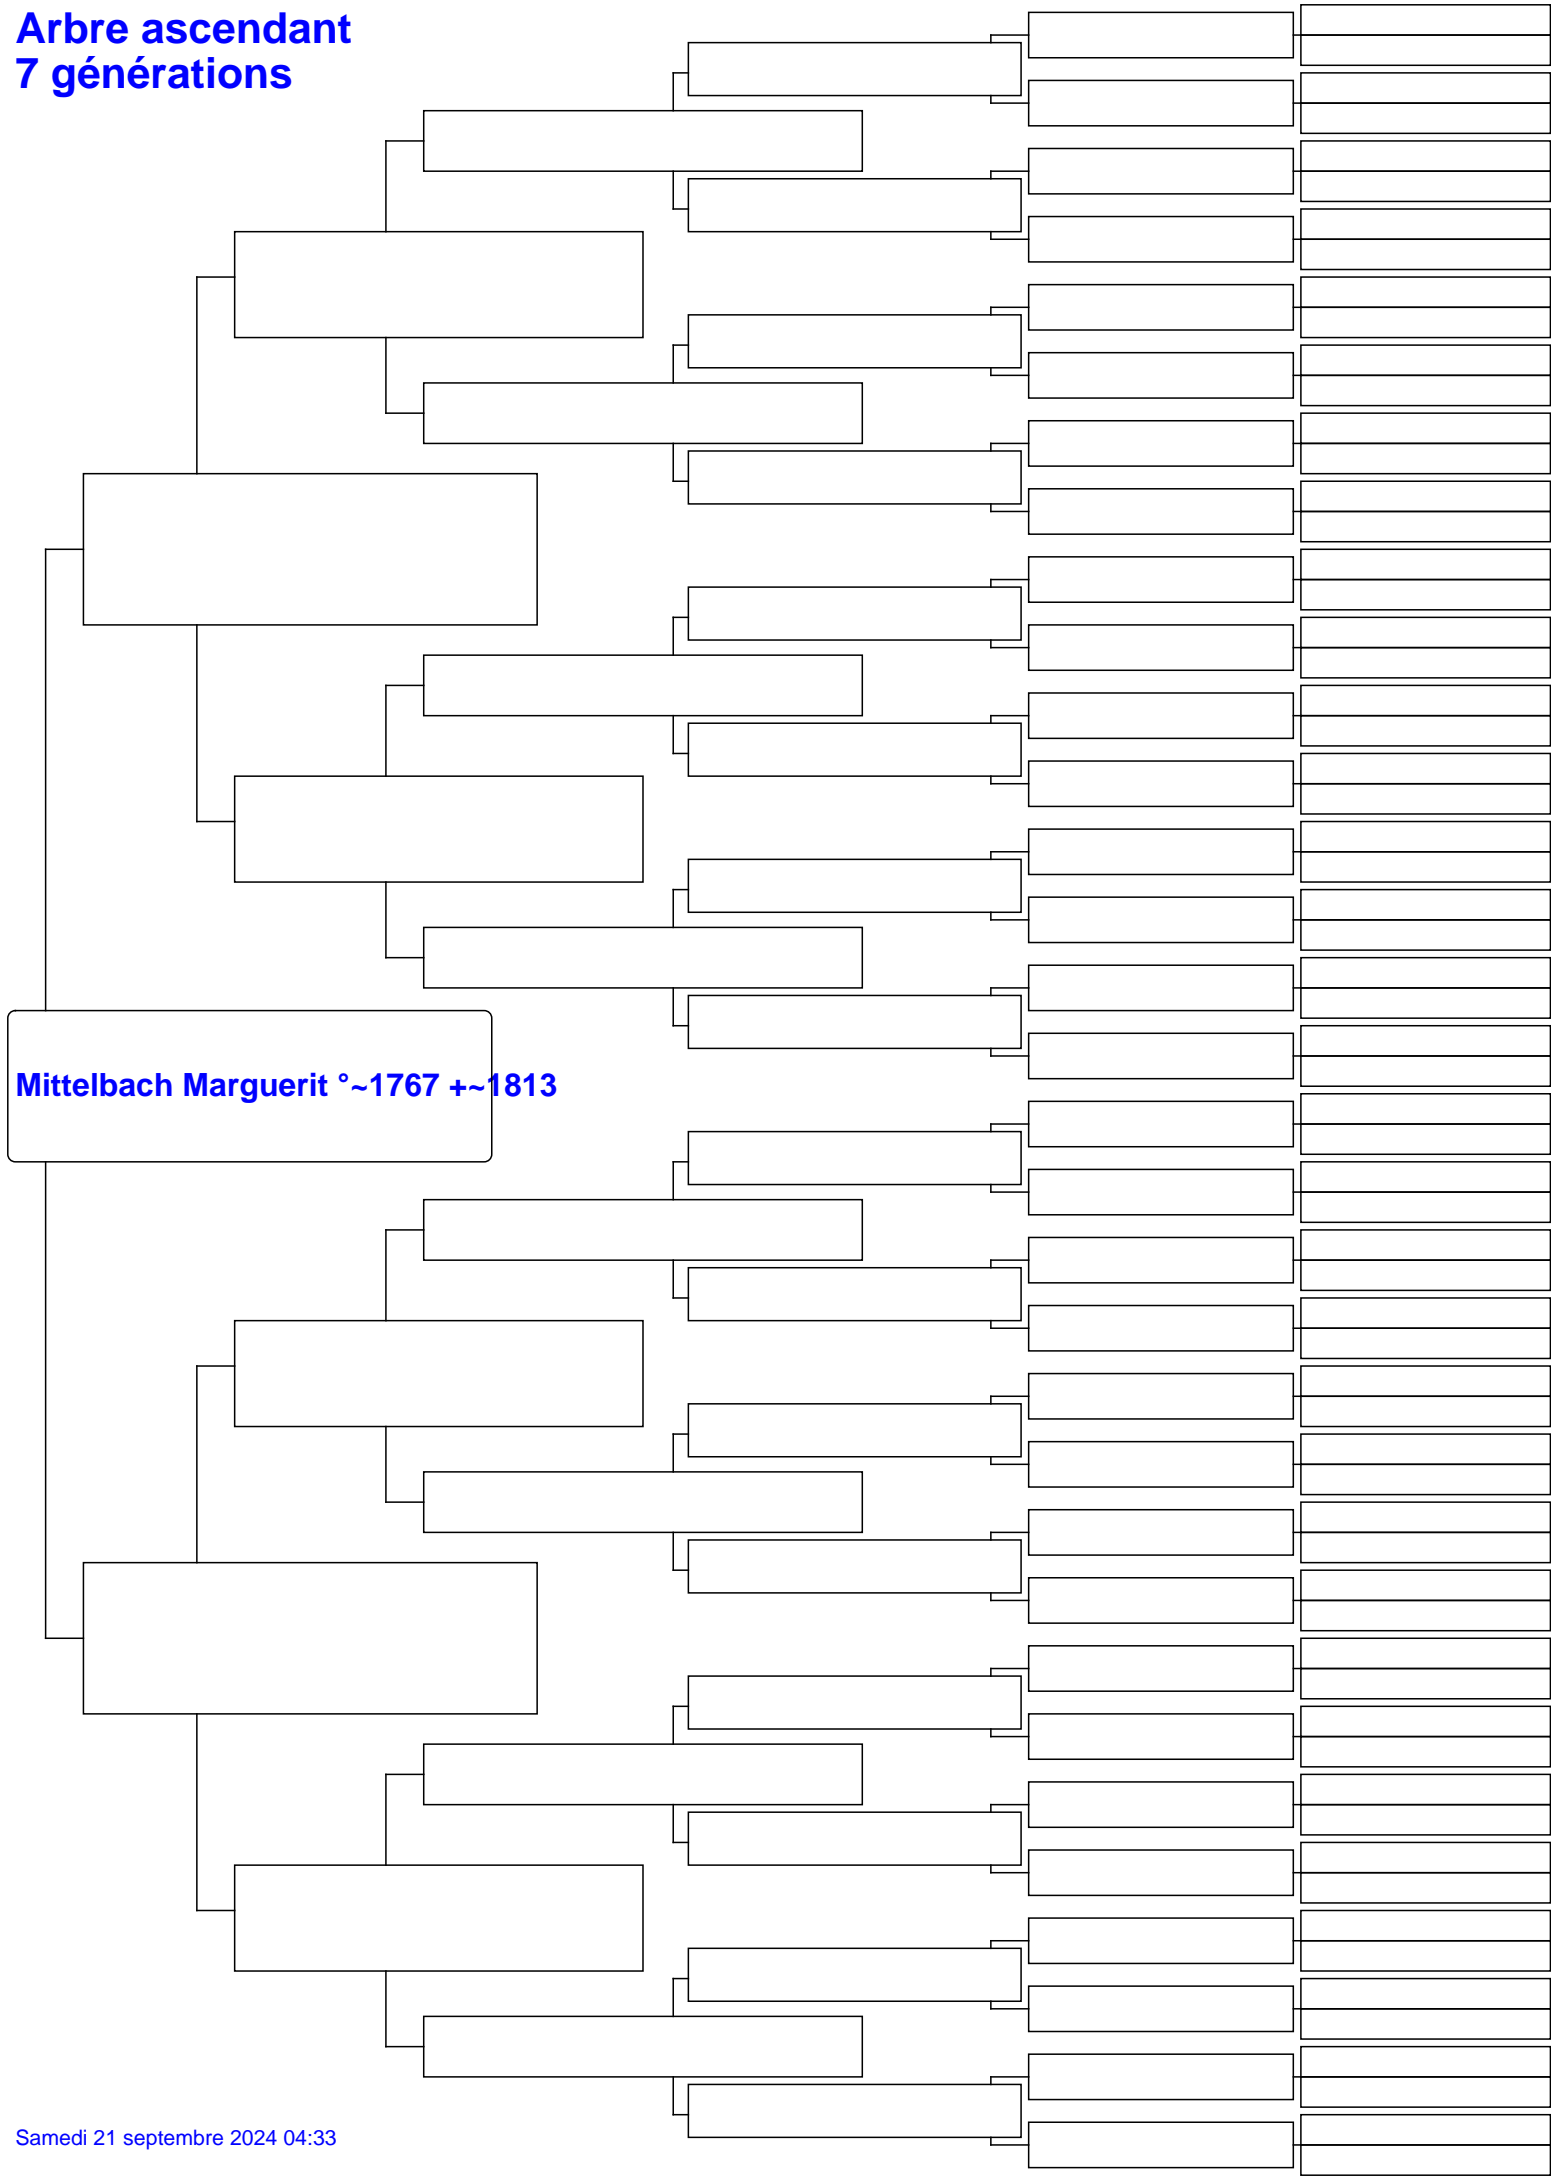 Arbre ascendant
7 générations
Mittelbach Marguerit °~1767 +~1813
Samedi 21 septembre 2024 04:33